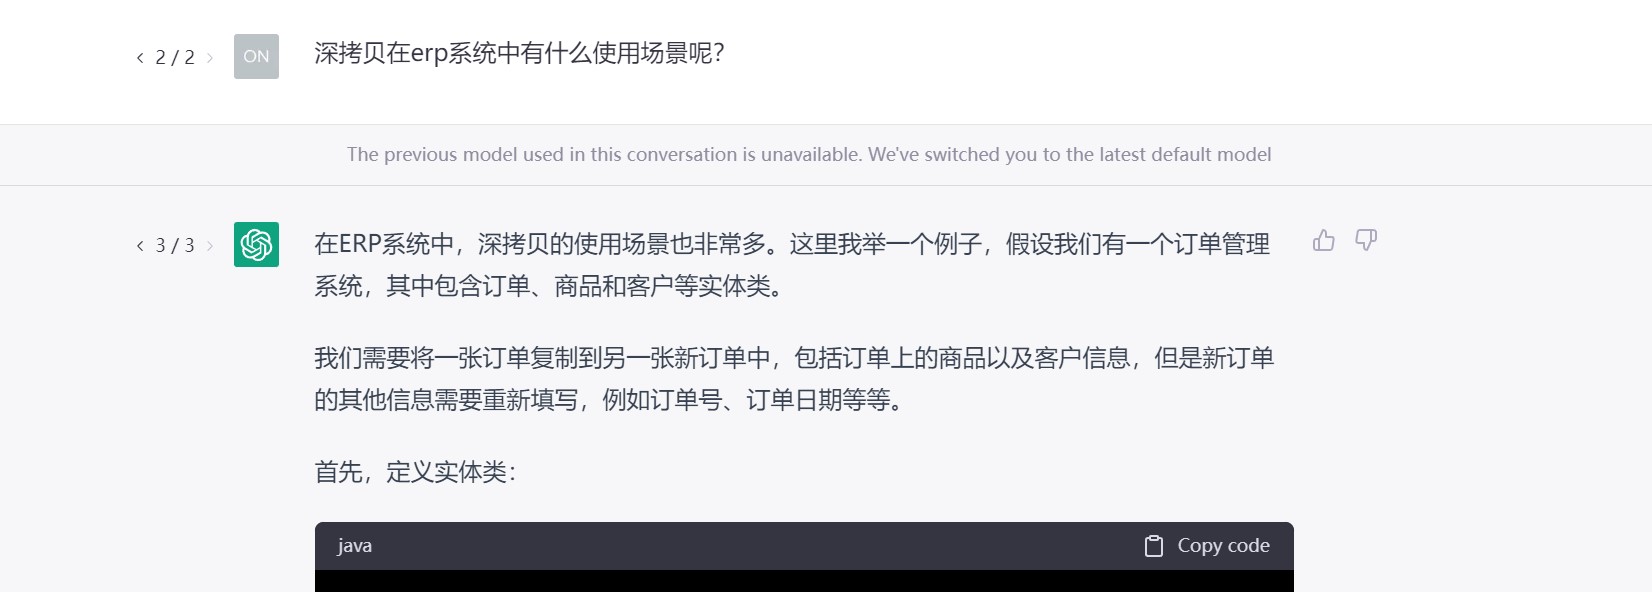 < 2 / 2 >
ON
深拷贝在erp系统中有什么使用场景呢？
The previous model used in this conversation is unavailable. We've switched you to the latest default model
< 3 / 3 >
在ERP系统中，深拷贝的使用场景也非常多。这里我举一个例子，假设我们有一个订单管理
系统，其中包含订单、商品和客户等实体类。
我们需要将一张订单复制到另一张新订单中，包括订单上的商品以及客户信息，但是新订单
的其他信息需要重新填写，例如订单号、订单日期等等。
首先，定义实体类：
java
Copy code